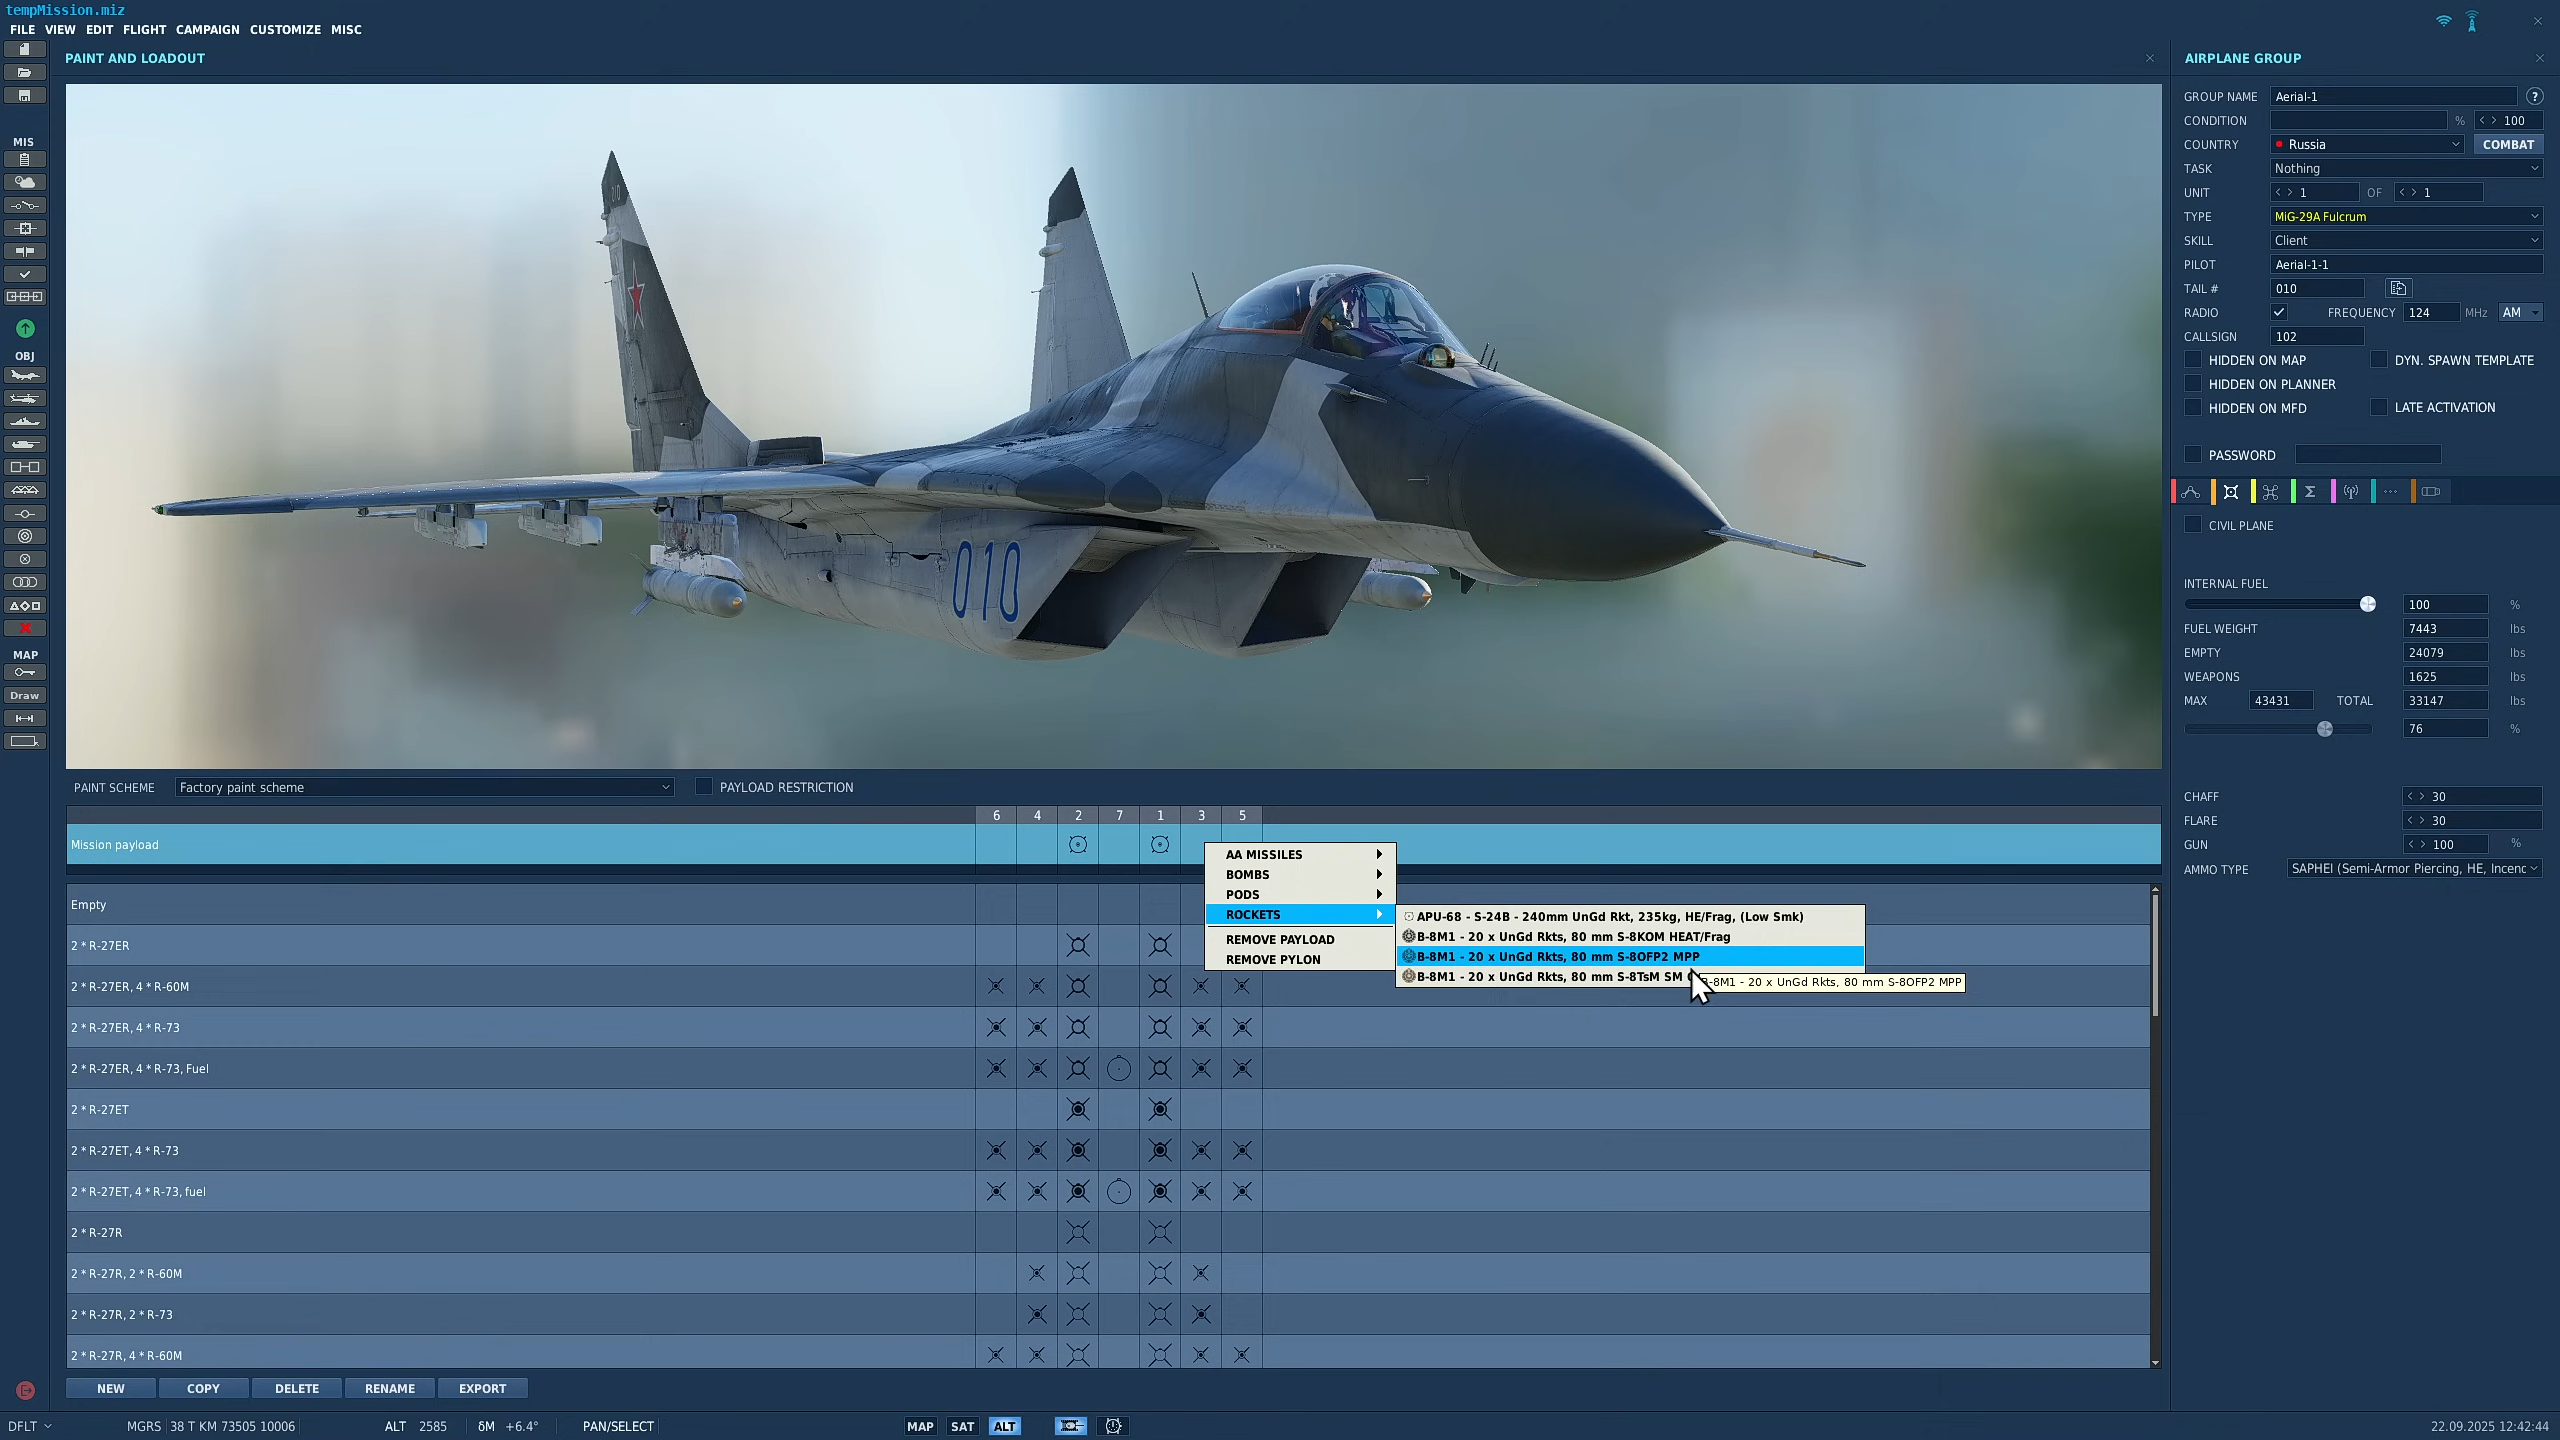 tempMission.miz
FILE VIEW EDIT FLIGHT CAMPAIGN CUSTOMIZE MISC
PAINT AND LOADOUT
AIRPLANE GROUP
GROUP NAME Aerial-1 ?
CONDITION % < > 100
COUNTRY Russia COMBAT
TASK Nothing
UNIT < > 1 OF < > 1
TYPE MiG-29A Fulcrum
SKILL Client
PILOT Aerial-1-1
TAIL # 010
RADIO FREQUENCY 124 MHz AM
CALLSIGN 102
HIDDEN ON MAP DYN. SPAWN TEMPLATE
HIDDEN ON PLANNER
HIDDEN ON MFD LATE ACTIVATION
PASSWORD
CIVIL PLANE
INTERNAL FUEL
100 %
FUEL WEIGHT 7443 lbs
EMPTY 24079 lbs
WEAPONS 1625 lbs
MAX 43431 TOTAL 33147 lbs
76 %
CHAFF < > 30
FLARE < > 30
GUN < > 100 %
AMMO TYPE SAPHEI (Semi-Armor Piercing, HE, Incenc
MIS
OBJ
MAP
Draw
010
PAINT SCHEME Factory paint scheme PAYLOAD RESTRICTION
6 4 2 7 1 3 5
Mission payload
Empty
2 * R-27ER
2 * R-27ER, 4 * R-60M
2 * R-27ER, 4 * R-73
2 * R-27ER, 4 * R-73, Fuel
2 * R-27ET
2 * R-27ET, 4 * R-73
2 * R-27ET, 4 * R-73, fuel
2 * R-27R
2 * R-27R, 2 * R-60M
2 * R-27R, 2 * R-73
2 * R-27R, 4 * R-60M
AA MISSILES
BOMBS
PODS
ROCKETS
REMOVE PAYLOAD
REMOVE PYLON
APU-68 - S-24B - 240mm UnGd Rkt, 235kg, HE/Frag, (Low Smk)
B-8M1 - 20 x UnGd Rkts, 80 mm S-8KOM HEAT/Frag
B-8M1 - 20 x UnGd Rkts, 80 mm S-8OFP2 MPP
B-8M1 - 20 x UnGd Rkts, 80 mm S-8TsM SM
-8M1 - 20 x UnGd Rkts, 80 mm S-8OFP2 MPP
NEW COPY DELETE RENAME EXPORT
DFLT MGRS 38 T KM 73505 10006 ALT 2585 δM +6.4° PAN/SELECT MAP SAT ALT 22.09.2025 12:42:44